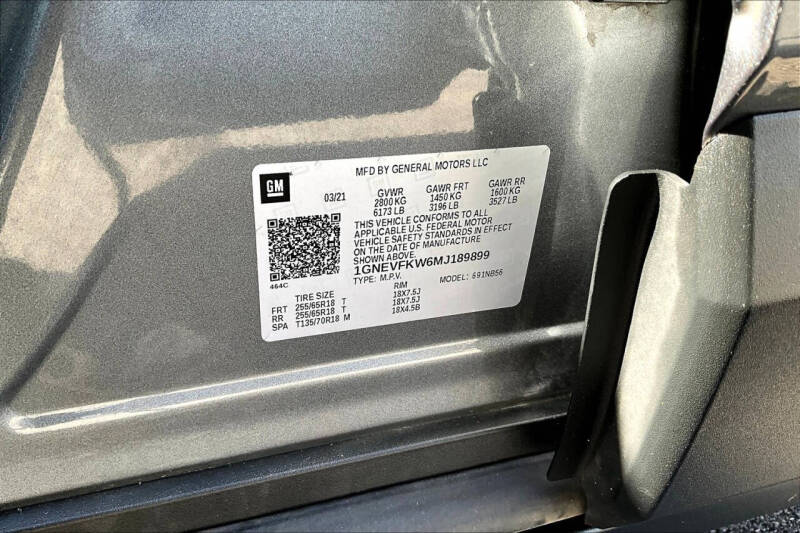 MFD BY GENERAL MOTORS LLC
GM
03/21 GVWR GAWR FRT GAWR RR
2800 KG 1450 KG 1600 KG
6173 LB 3196 LB 3527 LB
THIS VEHICLE CONFORMS TO ALL
APPLICABLE U.S. FEDERAL MOTOR
VEHICLE SAFETY STANDARDS IN EFFECT
ON THE DATE OF MANUFACTURE
SHOWN ABOVE.
1GNEVFKW6MJ189899
464C TYPE: M.P.V. MODEL: 691NB56
TIRE SIZE RIM
FRT 255/65R18 T 18X7.5J
RR 255/65R18 T 18X7.5J
SPA T135/70R18 M 18X4.5B